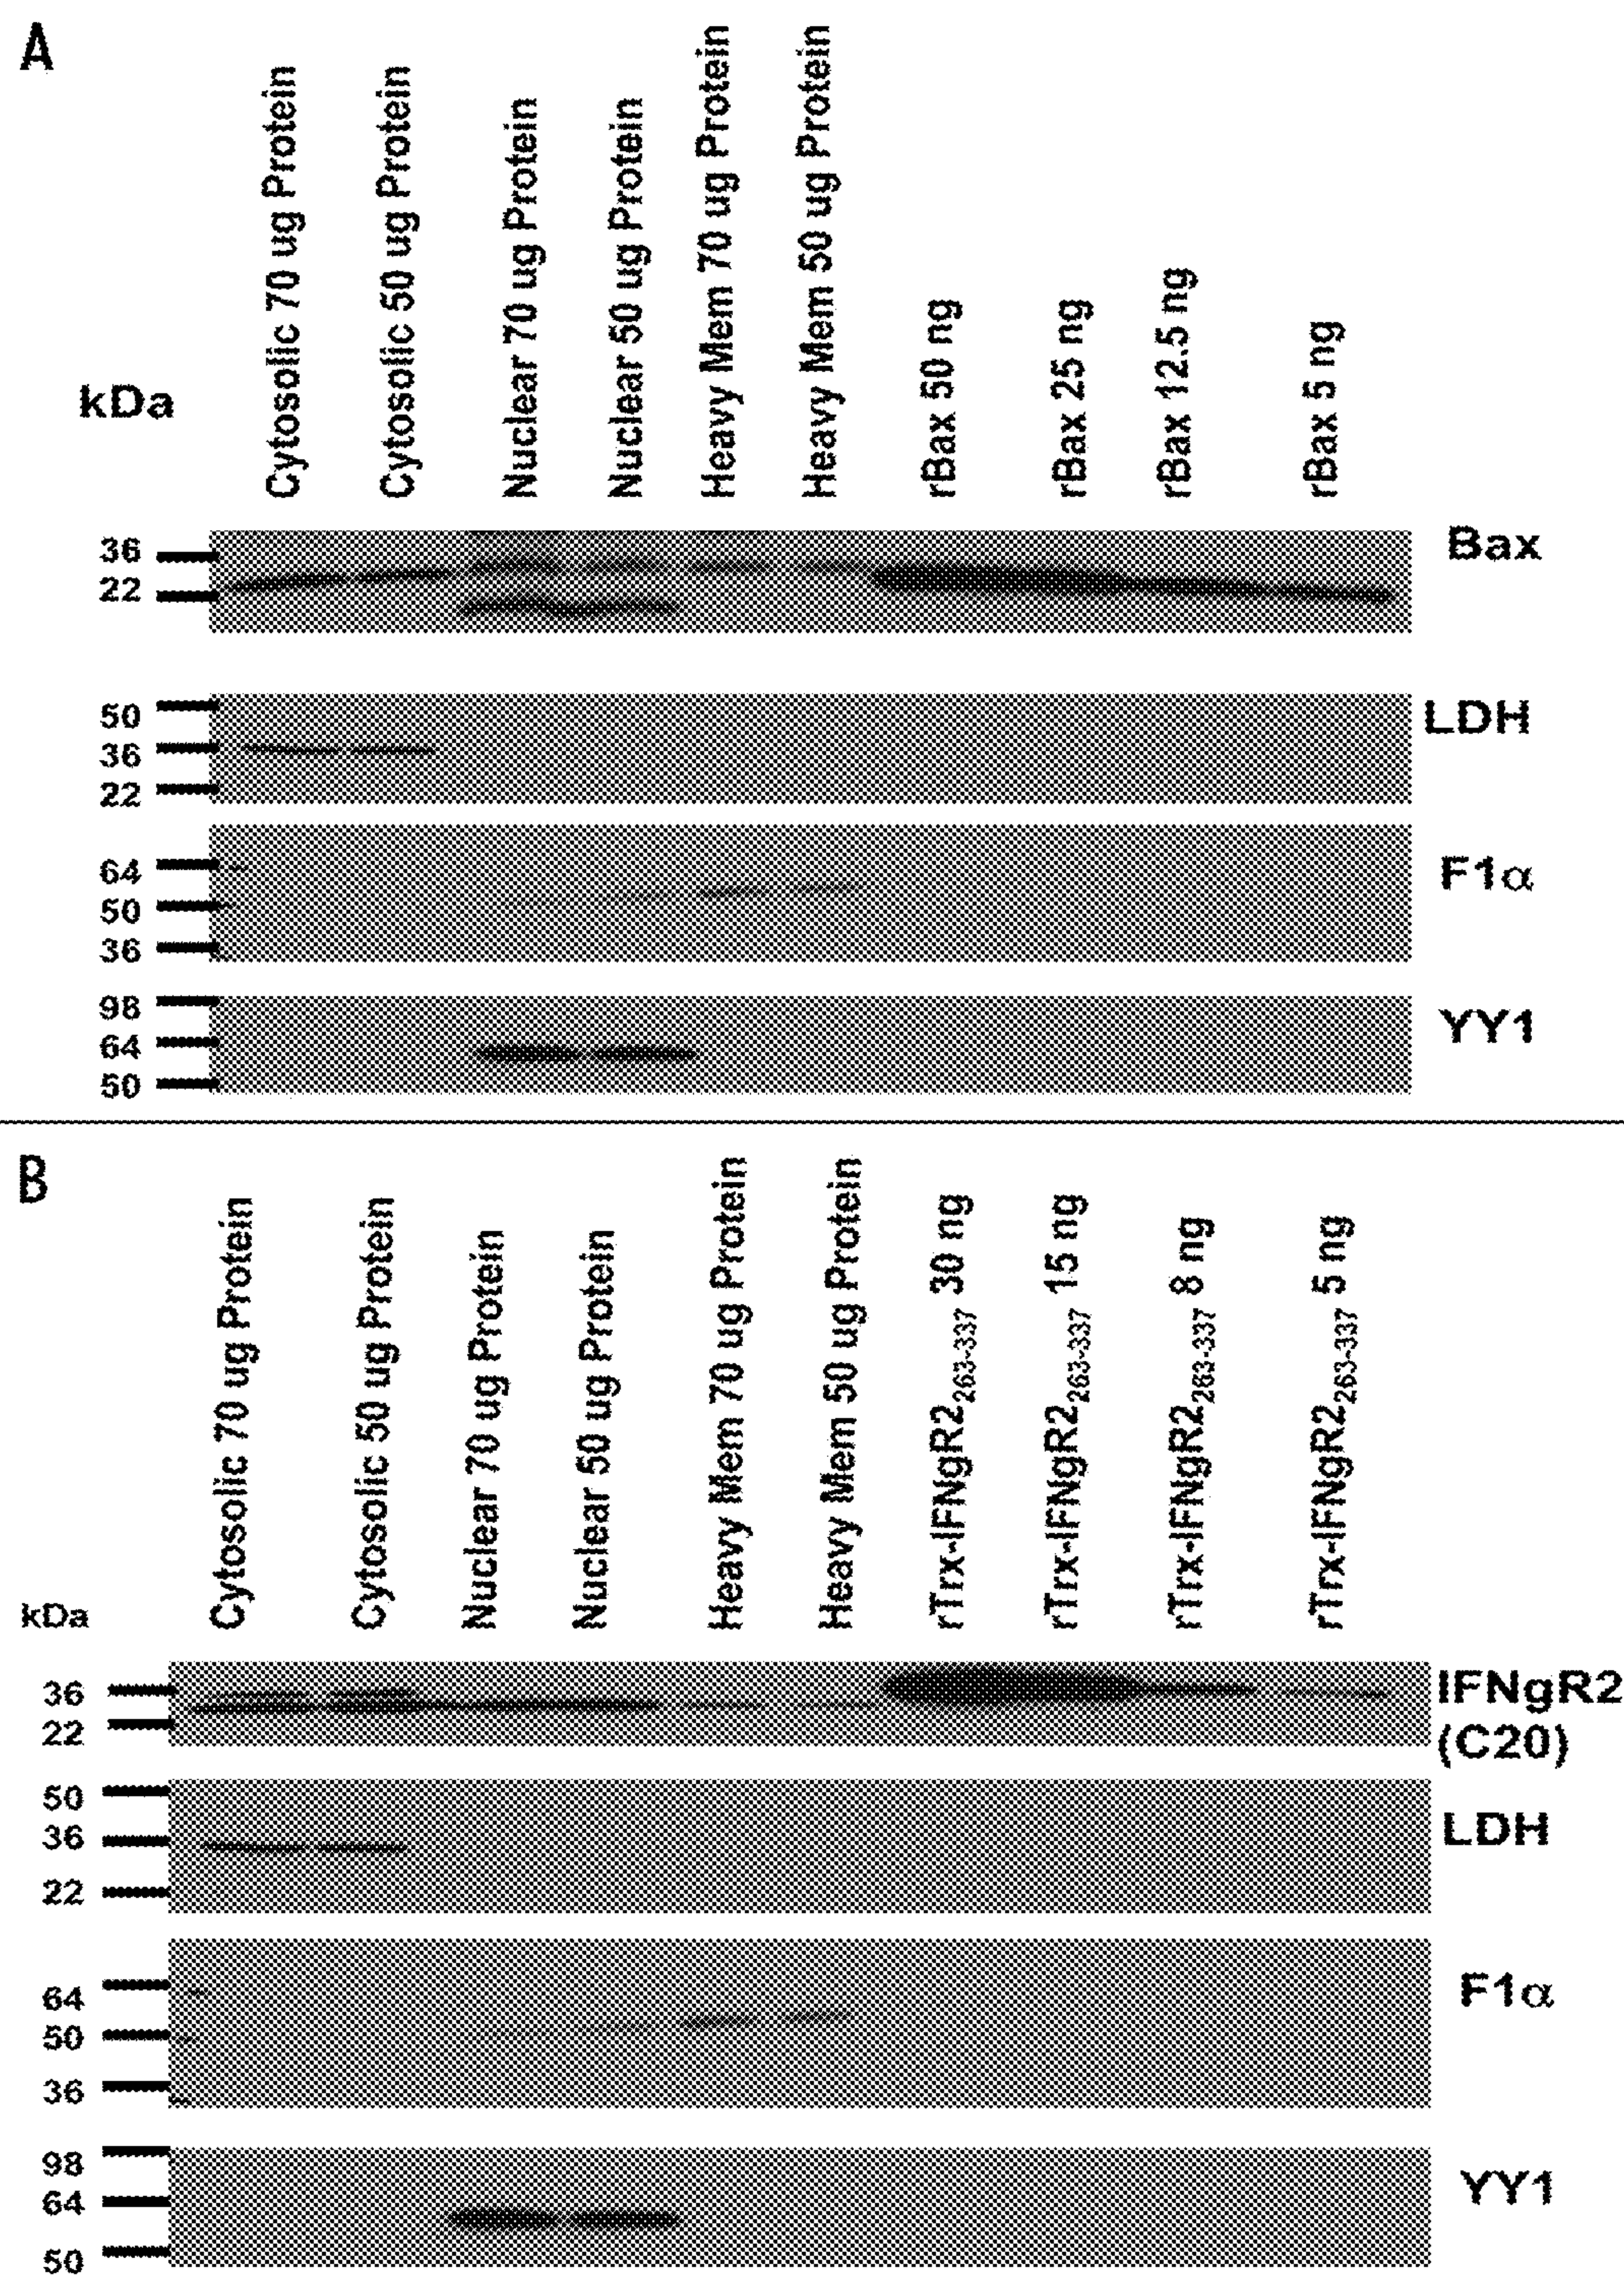 A
kDa
Cytosolic 70 ug Protein
Cytosolic 50 ug Protein
Nuclear 70 ug Protein
Nuclear 50 ug Protein
Heavy Mem 70 ug Protein
Heavy Mem 50 ug Protein
rBax 50 ng
rBax 25 ng
rBax 12.5 ng
rBax 5 ng
36
22
Bax
50
36
22
LDH
64
50
36
F1α
98
64
50
YY1
B
kDa
Cytosolic 70 ug Protein
Cytosolic 50 ug Protein
Nuclear 70 ug Protein
Nuclear 50 ug Protein
Heavy Mem 70 ug Protein
Heavy Mem 50 ug Protein
rTrx-IFNgR2263-337 30 ng
rTrx-IFNgR2263-337 15 ng
rTrx-IFNgR2263-337 8 ng
rTrx-IFNgR2263-337 5 ng
36
22
IFNgR2
(C20)
50
36
22
LDH
64
50
36
F1α
98
64
50
YY1